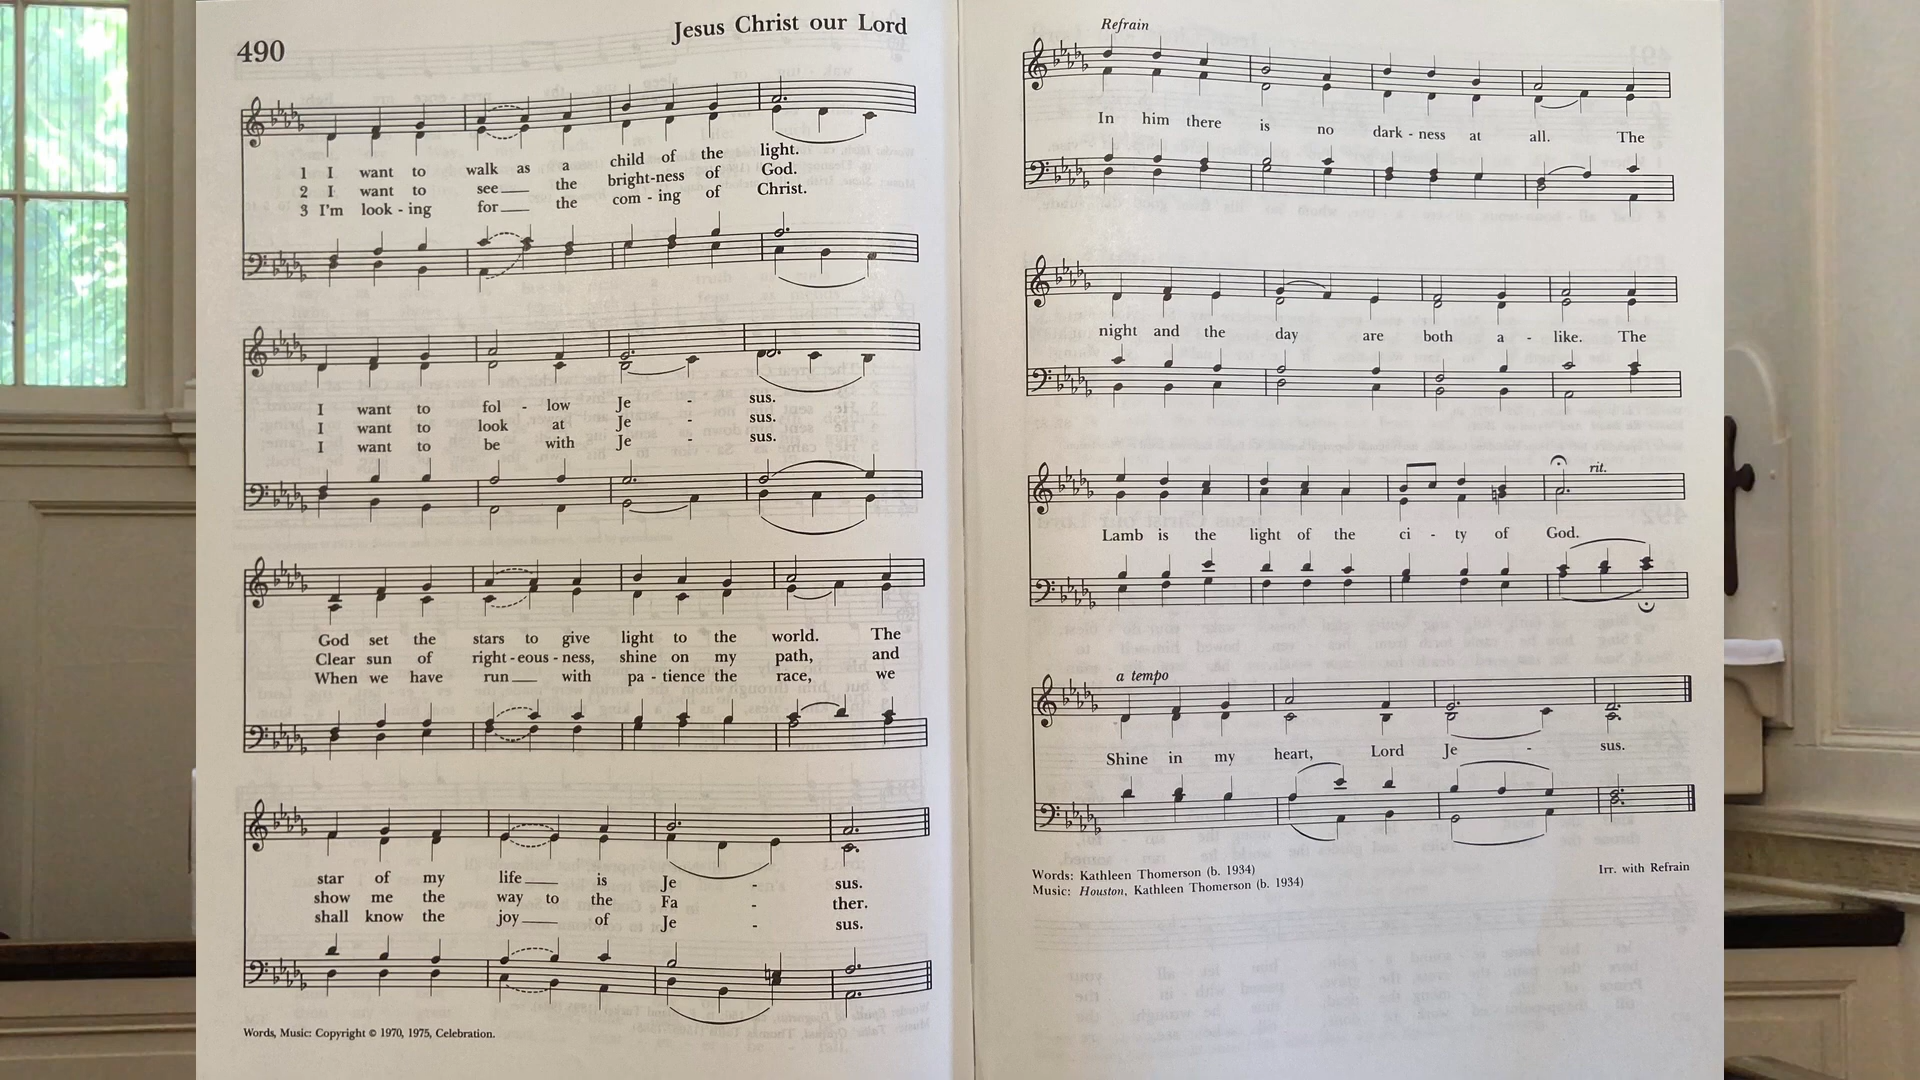 Jesus Christ our Lord
490
1 I want to walk as a child of the light.
2 I want to see the bright-ness of God.
3 I'm look - ing for the com - ing of Christ.
I want to fol - low Je - sus.
I want to look at Je - sus.
I want to be with Je - sus.
God set the stars to give light to the world. The
Clear sun of right - eous - ness, shine on my path, and
When we have run with pa - tience the race, we
star of my life is Je - sus.
show me the way to the Fa - ther.
shall know the joy of Je - sus.
Words, Music: Copyright © 1970, 1975, Celebration.
Refrain
In him there is no dark - ness at all. The
night and the day are both a - like. The
rit.
Lamb is the light of the ci - ty of God.
a tempo
Shine in my heart, Lord Je - sus.
Words: Kathleen Thomerson (b. 1934)
Music: Houston, Kathleen Thomerson (b. 1934)
Irr. with Refrain